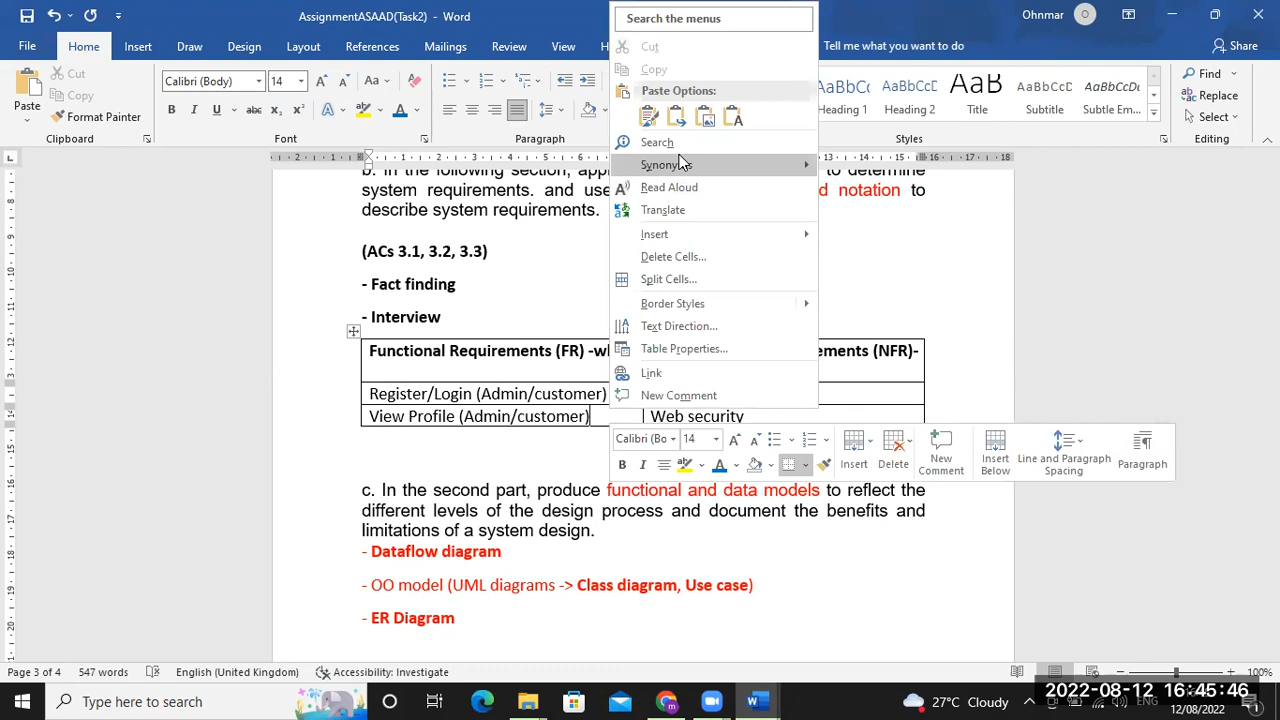 AssignmentASAAD(Task2) - Word
Ohnmar
O
File
Home
Insert
Draw
Design
Layout
References
Mailings
Review
View
Help
Tell me what you want to do
Share
Paste
Cut
Copy
Format Painter
Clipboard
Calibri (Body)
14
Aa
B
I
U
abc
Font
Paragraph
AaBbCcD
AaBbC
AaB
AaBbCcD
AaBbCcD
Heading 1
Heading 2
Title
Subtitle
Subtle Em...
Styles
Find
Replace
Select
Editing
Search the menus
Cut
Copy
Paste Options:
Search
Read Aloud
Translate
Insert
Delete Cells...
Split Cells...
Border Styles
Text Direction...
Table Properties...
Link
New Comment
Calibri (Bo
14
Insert
Delete
New Comment
Insert Below
Line and Paragraph Spacing
Paragraph
b. In the following section, to determine
system requirements. and use d notation to
describe system requirements.
(ACs 3.1, 3.2, 3.3)
- Fact finding
- Interview
Functional Requirements (FR) -wh ements (NFR)-
Register/Login (Admin/customer)
View Profile (Admin/customer) Web security
c. In the second part, produce functional and data models to reflect the
different levels of the design process and document the benefits and
limitations of a system design.
- Dataflow diagram
- OO model (UML diagrams -> Class diagram, Use case)
- ER Diagram
Page 3 of 4
547 words
English (United Kingdom)
Accessibility: Investigate
100%
Type here to search
27°C Cloudy
2022-08-12 16:45:46
ENG
12/08/2022